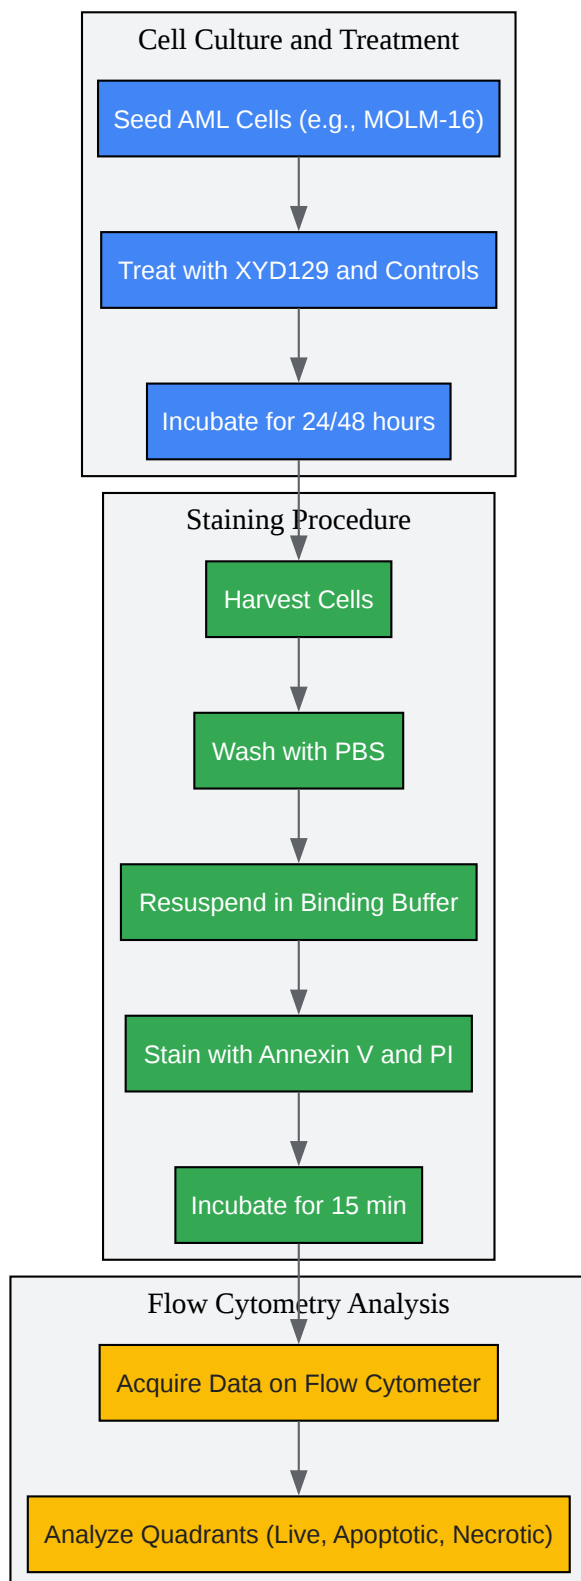 Cell Culture and Treatment
Seed AML Cells (e.g., MOLM-16)
Treat with XYD129 and Controls
Incubate for 24/48 hours
Staining Procedure
Harvest Cells
Wash with PBS
Resuspend in Binding Buffer
Stain with Annexin V and PI
Incubate for 15 min
Flow Cytometry Analysis
Acquire Data on Flow Cytometer
Analyze Quadrants (Live, Apoptotic, Necrotic)